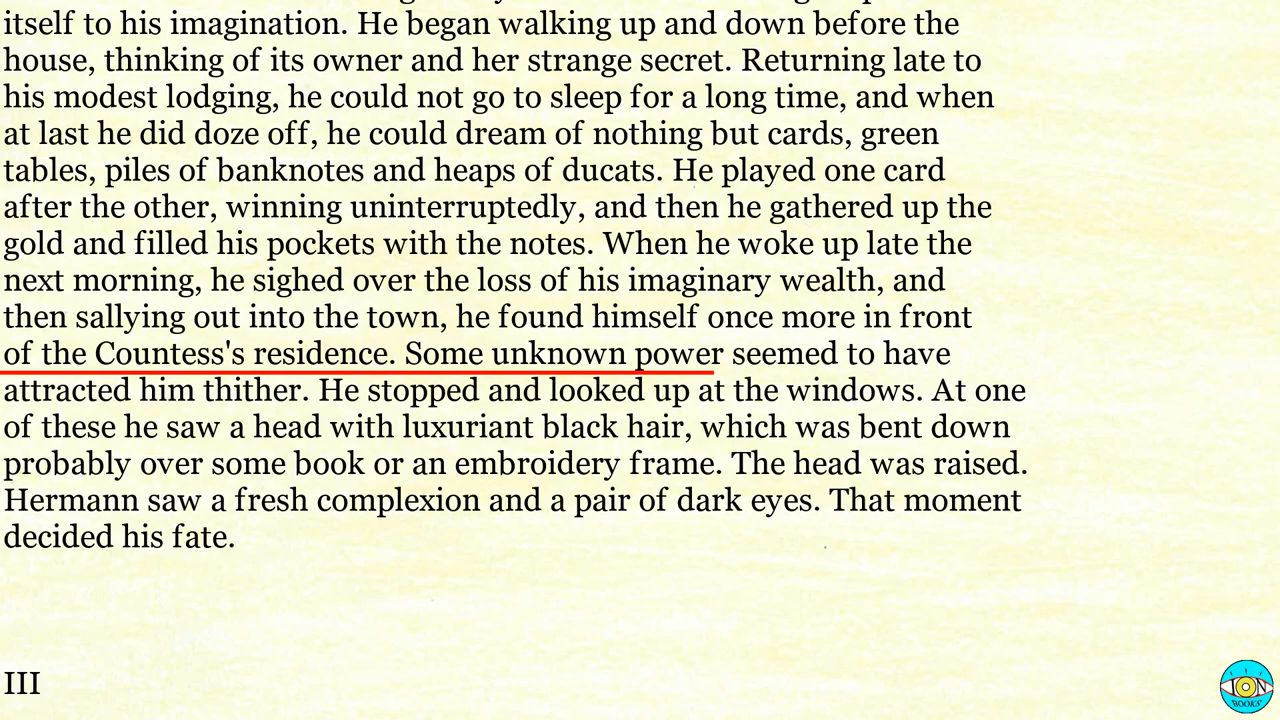 itself to his imagination. He began walking up and down before the
house, thinking of its owner and her strange secret. Returning late to
his modest lodging, he could not go to sleep for a long time, and when
at last he did doze off, he could dream of nothing but cards, green
tables, piles of banknotes and heaps of ducats. He played one card
after the other, winning uninterruptedly, and then he gathered up the
gold and filled his pockets with the notes. When he woke up late the
next morning, he sighed over the loss of his imaginary wealth, and
then sallying out into the town, he found himself once more in front
of the Countess's residence. Some unknown power seemed to have
attracted him thither. He stopped and looked up at the windows. At one
of these he saw a head with luxuriant black hair, which was bent down
probably over some book or an embroidery frame. The head was raised.
Hermann saw a fresh complexion and a pair of dark eyes. That moment
decided his fate.
III
ION
BOOKS